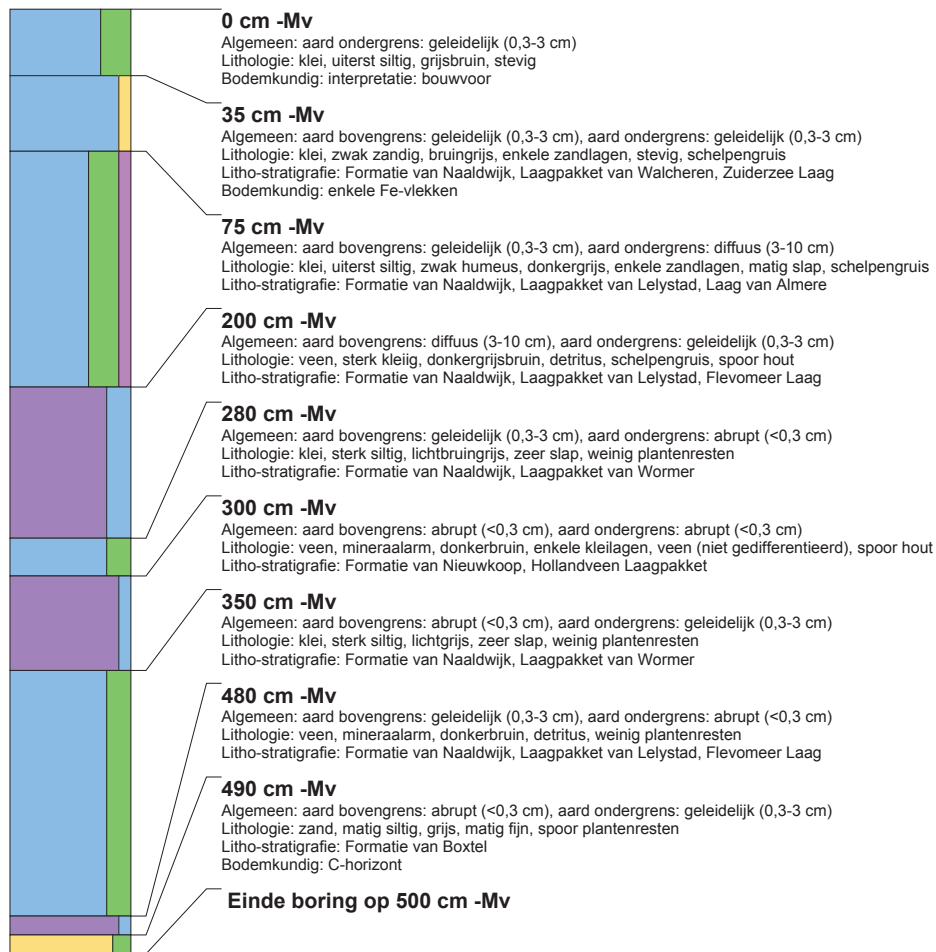 0 cm -Mv
Algemeen: aard ondergrens: geleidelijk (0,3-3 cm)
Lithologie: klei, uiterst siltig, grijsbruin, stevig
Bodemkundig: interpretatie: bouwvoor
35 cm -Mv
Algemeen: aard bovengrens: geleidelijk (0,3-3 cm), aard ondergrens: geleidelijk (0,3-3 cm)
Lithologie: klei, zwak zandig, bruingrijs, enkele zandlagen, stevig, schelpengruis
Litho-stratigrafie: Formatie van Naaldwijk, Laagpakket van Walcheren, Zuiderzee Laag
Bodemkundig: enkele Fe-vlekken
75 cm -Mv
Algemeen: aard bovengrens: geleidelijk (0,3-3 cm), aard ondergrens: diffuus (3-10 cm)
Lithologie: klei, uiterst siltig, zwak humeus, donkergrijs, enkele zandlagen, matig slap, schelpengruis
Litho-stratigrafie: Formatie van Naaldwijk, Laagpakket van Lelystad, Laag van Almere
200 cm -Mv
Algemeen: aard bovengrens: diffuus (3-10 cm), aard ondergrens: geleidelijk (0,3-3 cm)
Lithologie: veen, sterk kleiig, donkergrijsbruin, detritus, schelpengruis, spoor hout
Litho-stratigrafie: Formatie van Naaldwijk, Laagpakket van Lelystad, Flevomeer Laag
280 cm -Mv
Algemeen: aard bovengrens: geleidelijk (0,3-3 cm), aard ondergrens: abrupt (<0,3 cm)
Lithologie: klei, sterk siltig, lichtbruingrijs, zeer slap, weinig plantenresten
Litho-stratigrafie: Formatie van Naaldwijk, Laagpakket van Wormer
300 cm -Mv
Algemeen: aard bovengrens: abrupt (<0,3 cm), aard ondergrens: abrupt (<0,3 cm)
Lithologie: veen, mineraalarm, donkerbruin, enkele kleilagen, veen (niet gedifferentieerd), spoor hout
Litho-stratigrafie: Formatie van Nieuwkoop, Hollandveen Laagpakket
350 cm -Mv
Algemeen: aard bovengrens: abrupt (<0,3 cm), aard ondergrens: geleidelijk (0,3-3 cm)
Lithologie: klei, sterk siltig, lichtgrijs, zeer slap, weinig plantenresten
Litho-stratigrafie: Formatie van Naaldwijk, Laagpakket van Wormer
480 cm -Mv
Algemeen: aard bovengrens: geleidelijk (0,3-3 cm), aard ondergrens: abrupt (<0,3 cm)
Lithologie: veen, mineraalarm, donkerbruin, detritus, weinig plantenresten
Litho-stratigrafie: Formatie van Naaldwijk, Laagpakket van Lelystad, Flevomeer Laag
490 cm -Mv
Algemeen: aard bovengrens: abrupt (<0,3 cm), aard ondergrens: geleidelijk (0,3-3 cm)
Lithologie: zand, matig siltig, grijs, matig fijn, spoor plantenresten
Litho-stratigrafie: Formatie van Boxtel
Bodemkundig: C-horizont
Einde boring op 500 cm -Mv